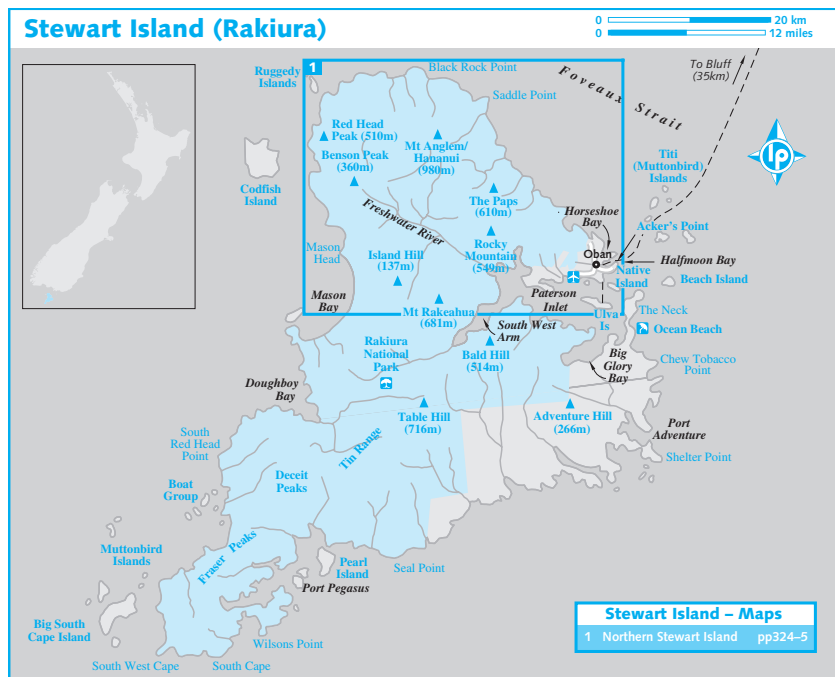 Stewart Island (Rakiura)
0 20 km
0 12 miles
To Bluff
(35km)
1
Ruggedy
Islands
Black Rock Point
Saddle Point
Foveaux Strait
lp
Red Head
Peak (510m)
Mt Anglem/
Hananui
(980m)
Benson Peak
(360m)
Codfish
Island
Titi
(Muttonbird)
Islands
The Paps
(610m)
Freshwater River
Horseshoe
Bay
Acker's Point
Mason
Head
Island Hill
(137m)
Rocky
Mountain
(549m)
Oban
Halfmoon Bay
Native
Island
Beach Island
Mason
Bay
Mt Rakeahua
(681m)
Paterson
Inlet
Ulva
Is
The Neck
South West
Arm
Ocean Beach
Rakiura
National
Park
Bald Hill
(514m)
Big
Glory
Bay
Chew Tobacco
Point
Doughboy
Bay
Table Hill
(716m)
Adventure Hill
(266m)
Port
Adventure
South
Red Head
Point
Tin Range
Shelter Point
Deceit
Peaks
Boat
Group
Fraser Peaks
Muttonbird
Islands
Pearl
Island
Seal Point
Port Pegasus
Big South
Cape Island
Wilsons Point
South West Cape
South Cape
Stewart Island – Maps
1 Northern Stewart Island pp324–5